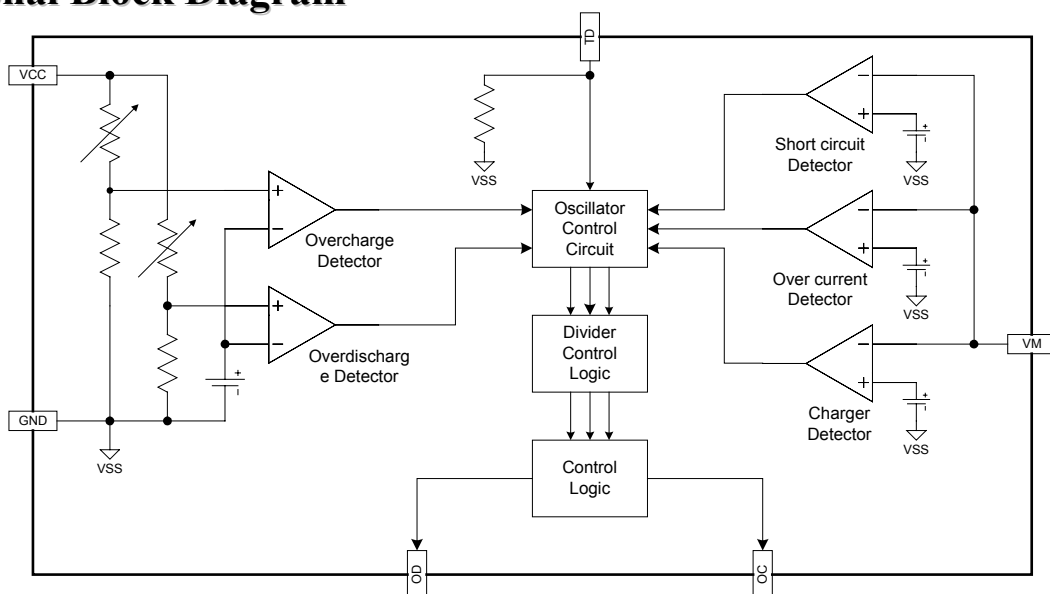 Block Diagram
TD
VCC
Short circuit
Detector
VSS
VSS
Oscillator
Control
Circuit
Overcharge
Detector
Over current
Detector
VSS
Divider
Control
Logic
Overdischarg
e Detector
VM
Charger
Detector
VSS
GND
VSS
Control
Logic
OD
OC